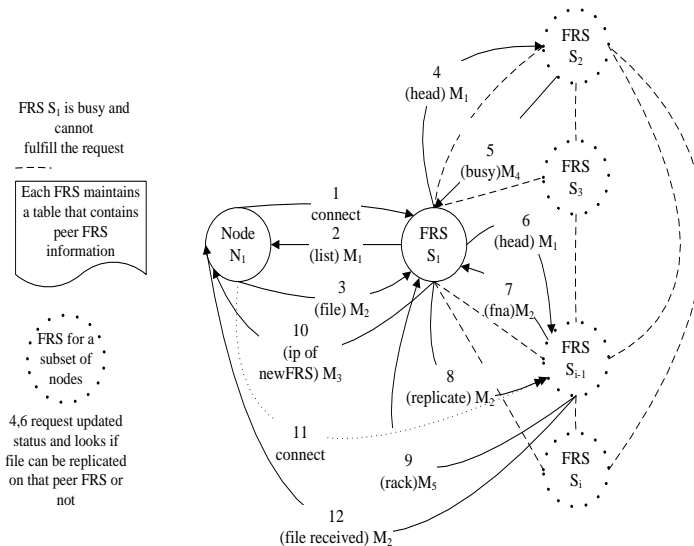 FRS S1 is busy and
cannot
fulfill the request
Each FRS maintains
a table that contains
peer FRS
information
FRS for a
subset of
nodes
4,6 request updated
status and looks if
file can be replicated
on that peer FRS or
not
Node
N1
FRS
S1
FRS
S2
FRS
S3
FRS
Si-1
FRS
Si
1
connect
2
(list) M1
3
(file) M2
4
(head) M1
5
(busy)M4
6
(head) M1
7
(fna)M2
8
(replicate) M2
9
(rack)M5
10
(ip of
newFRS) M3
11
connect
12
(file received) M2